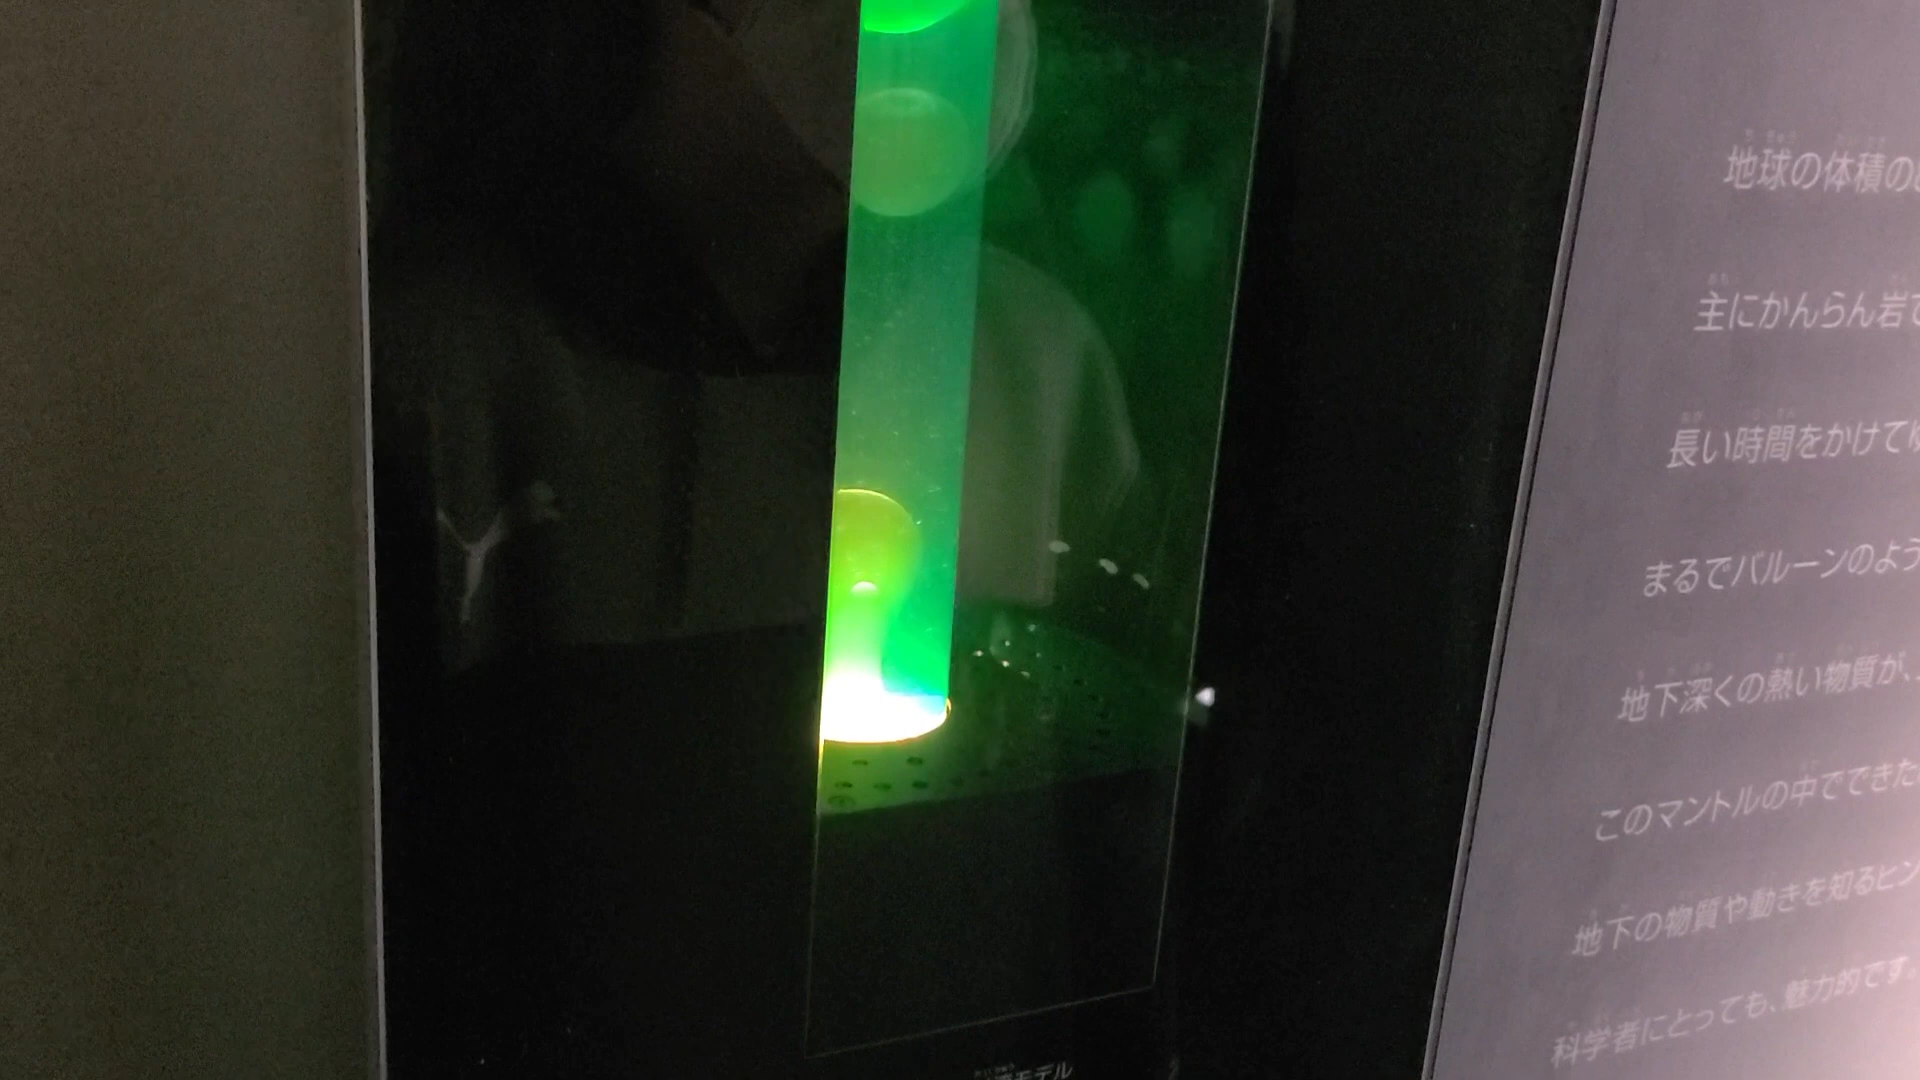 地球の体積の
主にかんらん岩で
長い時間をかけてゆ
まるでバルーンのよう
地下深くの熱い物質が、
このマントルの中でできた
地下の物質や動きを知るヒン
科学者にとっても、魅力的です。
モデル